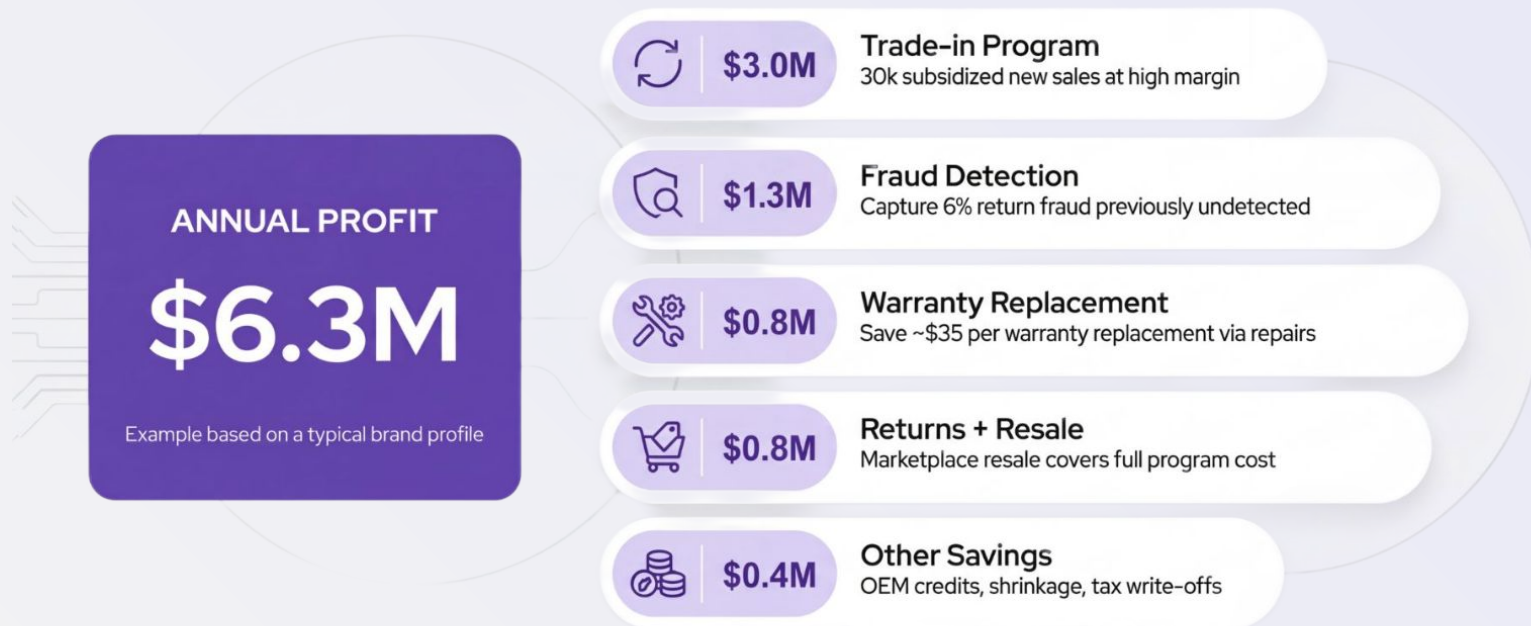 ANNUAL PROFIT
$6.3M
Example based on a typical brand profile
$3.0M
Trade-in Program
30k subsidized new sales at high margin
$1.3M
Fraud Detection
Capture 6% return fraud previously undetected
$0.8M
Warranty Replacement
Save ~$35 per warranty replacement via repairs
$0.8M
Returns + Resale
Marketplace resale covers full program cost
$0.4M
Other Savings
OEM credits, shrinkage, tax write-offs